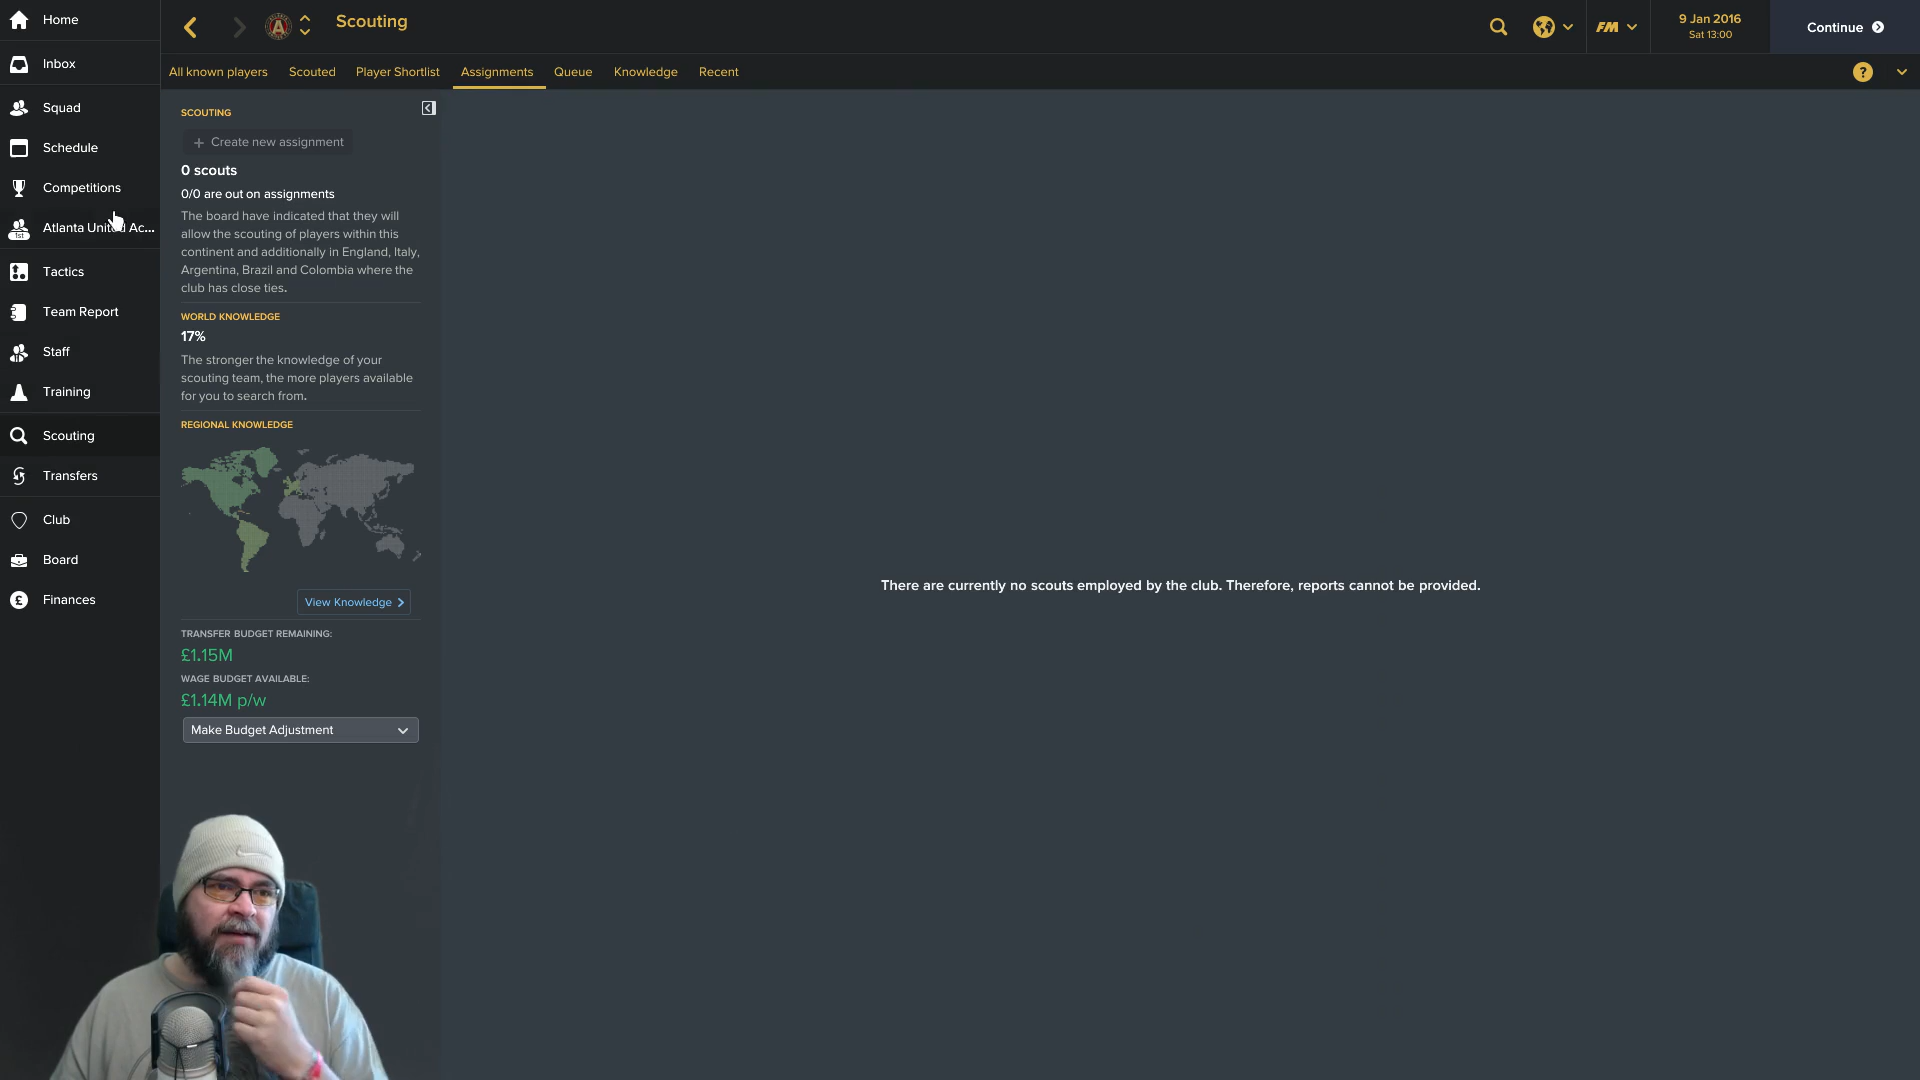 Home
Scouting
9 Jan 2016
Sat 13:00
Continue
FM
Inbox
All known players
Scouted
Player Shortlist
Assignments
Queue
Knowledge
Recent
?
Squad
Schedule
Competitions
Atlanta United Ac...
1st
Tactics
Team Report
Staff
Training
Scouting
Transfers
Club
Board
£
Finances
SCOUTING
+ Create new assignment
0 scouts
0/0 are out on assignments
The board have indicated that they will
allow the scouting of players within this
continent and additionally in England, Italy,
Argentina, Brazil and Colombia where the
club has close ties.
WORLD KNOWLEDGE
17%
The stronger the knowledge of your
scouting team, the more players available
for you to search from.
REGIONAL KNOWLEDGE
View Knowledge
TRANSFER BUDGET REMAINING:
£1.15M
WAGE BUDGET AVAILABLE:
£1.14M p/w
Make Budget Adjustment
There are currently no scouts employed by the club. Therefore, reports cannot be provided.